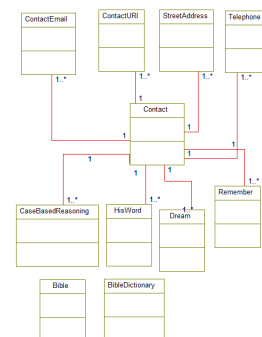 ContactEmail
ContactURI
StreetAddress
Telephone
1..*
1..*
1..*
1..*
1
Contact
1
1
1
1
1
1
1
1..*
1..*
1..*
1..*
CaseBasedReasoning
HisWord
Dream
Remember
Bible
BibleDictionary